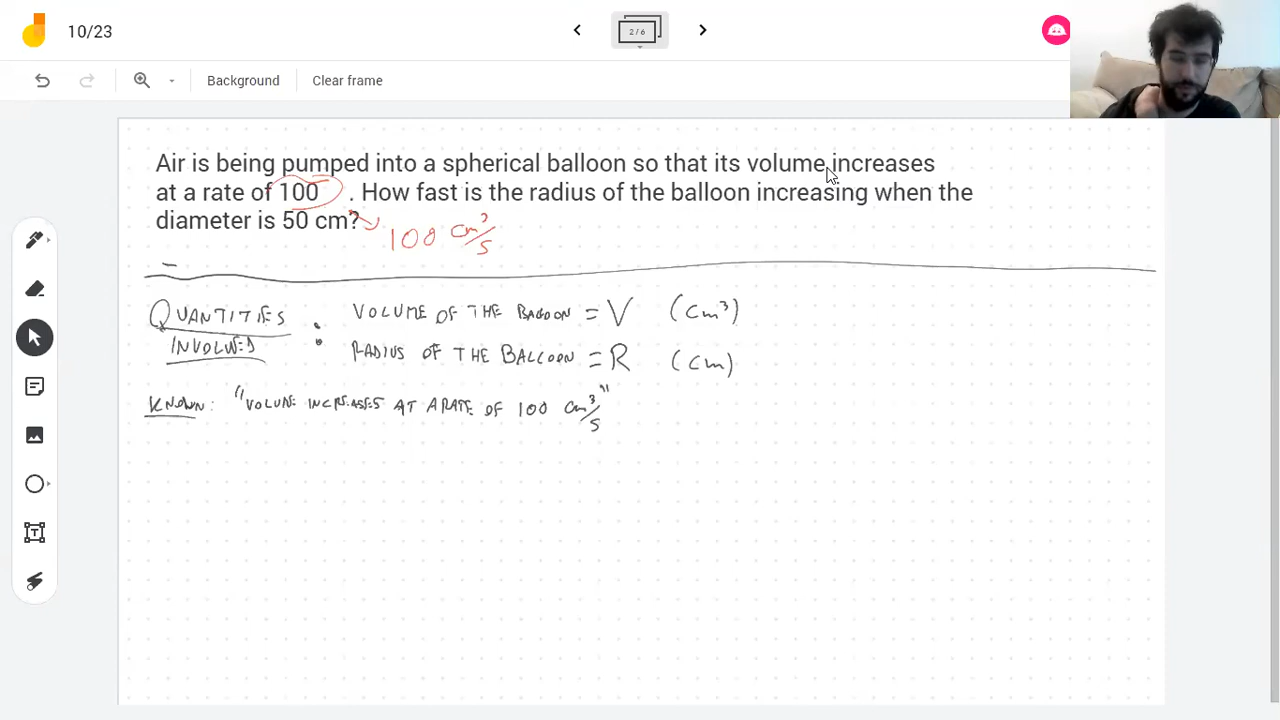 10/23
2 / 6
Background
Clear frame
Air is being pumped into a spherical balloon so that its volume increases
at a rate of 100 . How fast is the radius of the balloon increasing when the
diameter is 50 cm?
100 cm³/s
QUANTITIES INVOLVED :
VOLUME OF THE BALOON = V (cm³)
RADIUS OF THE BALLOON = R (cm)
KNOWN: "VOLUME INCREASES AT A RATE OF 100 cm³/s"